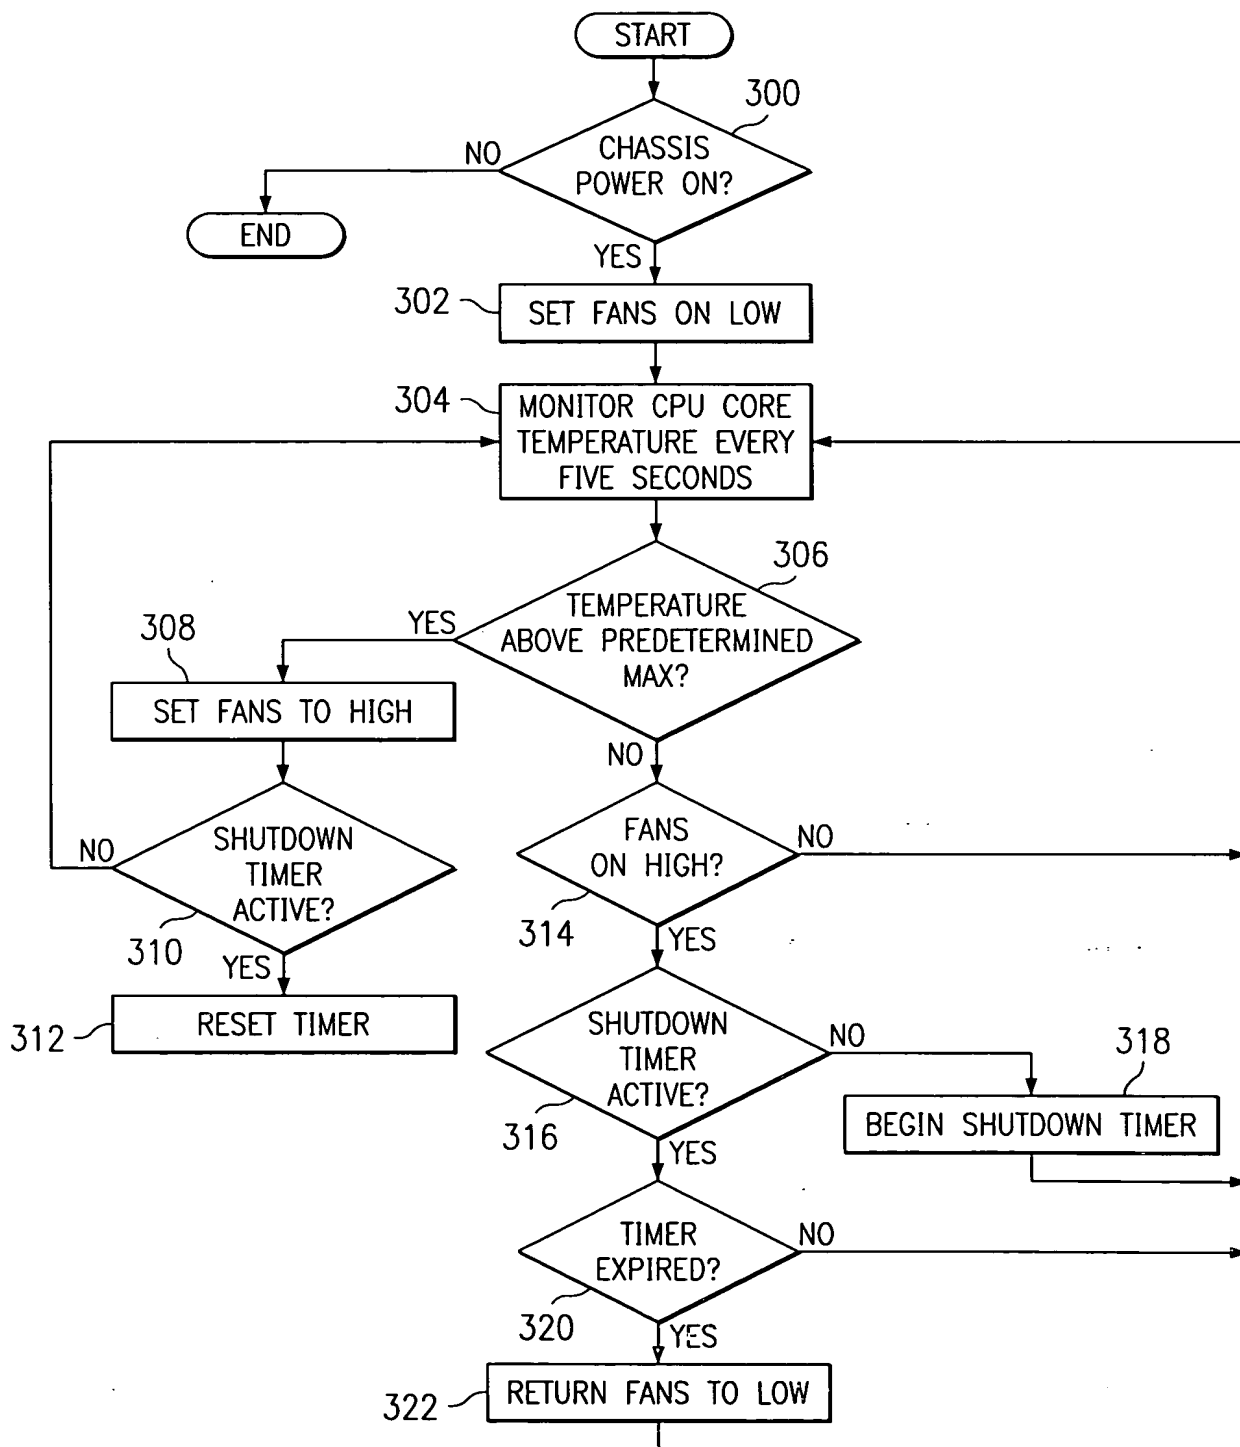 START
300
CHASSIS
POWER ON?
NO
END
YES
302
SET FANS ON LOW
304
MONITOR CPU CORE
TEMPERATURE EVERY
FIVE SECONDS
306
TEMPERATURE
ABOVE PREDETERMINED
MAX?
YES
308
SET FANS TO HIGH
NO
SHUTDOWN
TIMER
ACTIVE?
NO
310
YES
312
RESET TIMER
FANS
ON HIGH?
NO
314
YES
SHUTDOWN
TIMER
ACTIVE?
NO
316
318
BEGIN SHUTDOWN TIMER
YES
TIMER
EXPIRED?
NO
320
YES
322
RETURN FANS TO LOW